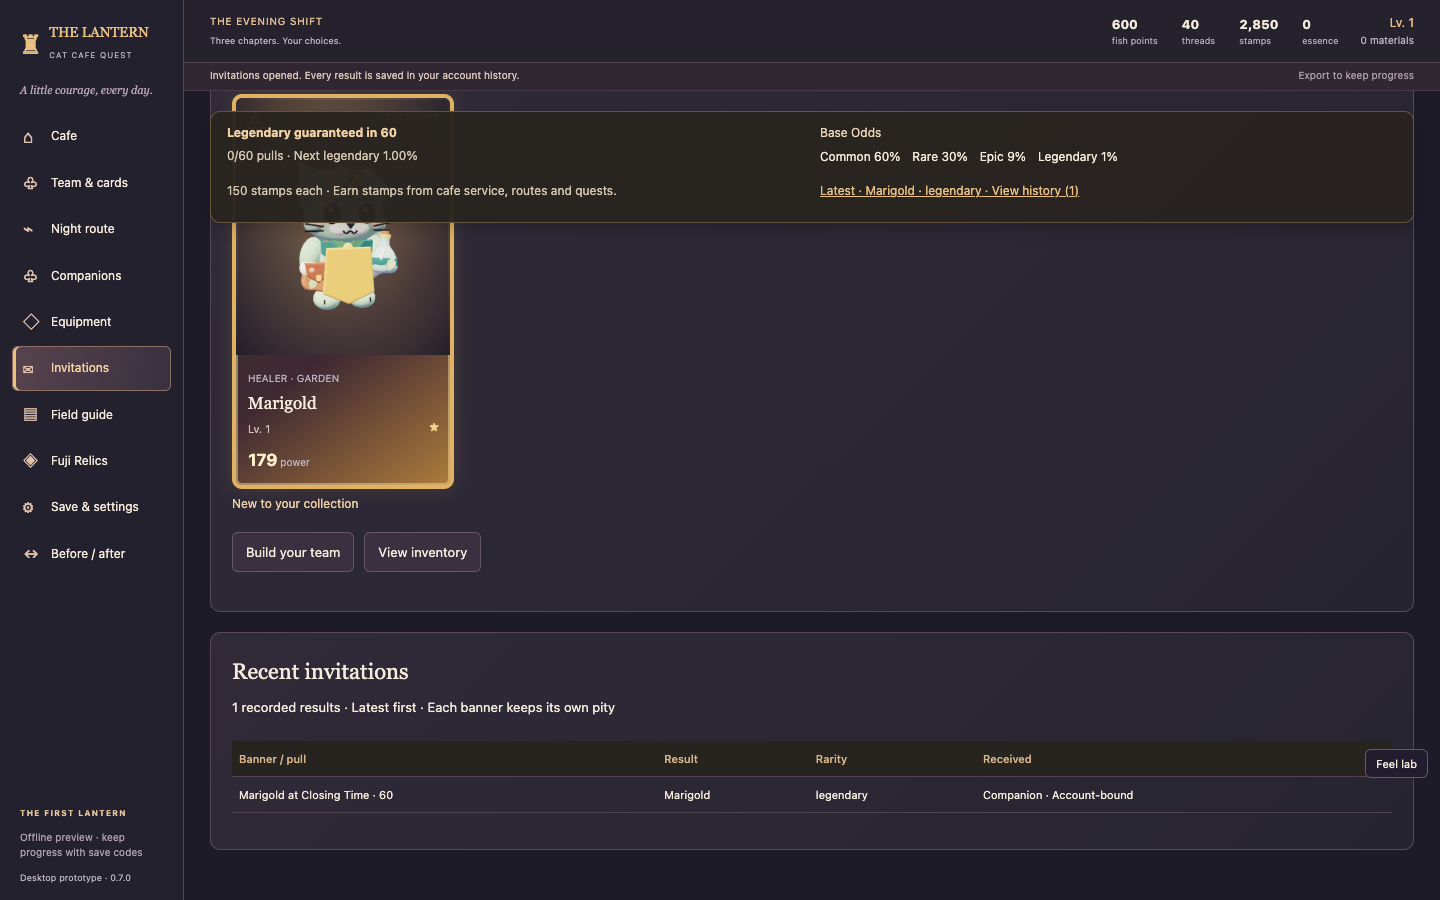 THE LANTERN
CAT CAFE QUEST
A little courage, every day.
Cafe
Team & cards
Night route
Companions
Equipment
Invitations
Field guide
Fuji Relics
Save & settings
Before / after
THE FIRST LANTERN
Offline preview · keep
progress with save codes
Desktop prototype · 0.7.0
THE EVENING SHIFT
Three chapters. Your choices.
600
fish points
40
threads
2,850
stamps
0
essence
Lv. 1
0 materials
Invitations opened. Every result is saved in your account history.
Export to keep progress
Legendary guaranteed in 60
0/60 pulls · Next legendary 1.00%
150 stamps each · Earn stamps from cafe service, routes and quests.
Base Odds
Common 60% Rare 30% Epic 9% Legendary 1%
Latest · Marigold · legendary · View history (1)
HEALER · GARDEN
Marigold
Lv. 1
179 power
New to your collection
Build your team
View inventory
Recent invitations
1 recorded results · Latest first · Each banner keeps its own pity
Banner / pull Result Rarity Received
Marigold at Closing Time · 60 Marigold legendary Companion · Account-bound
Feel lab